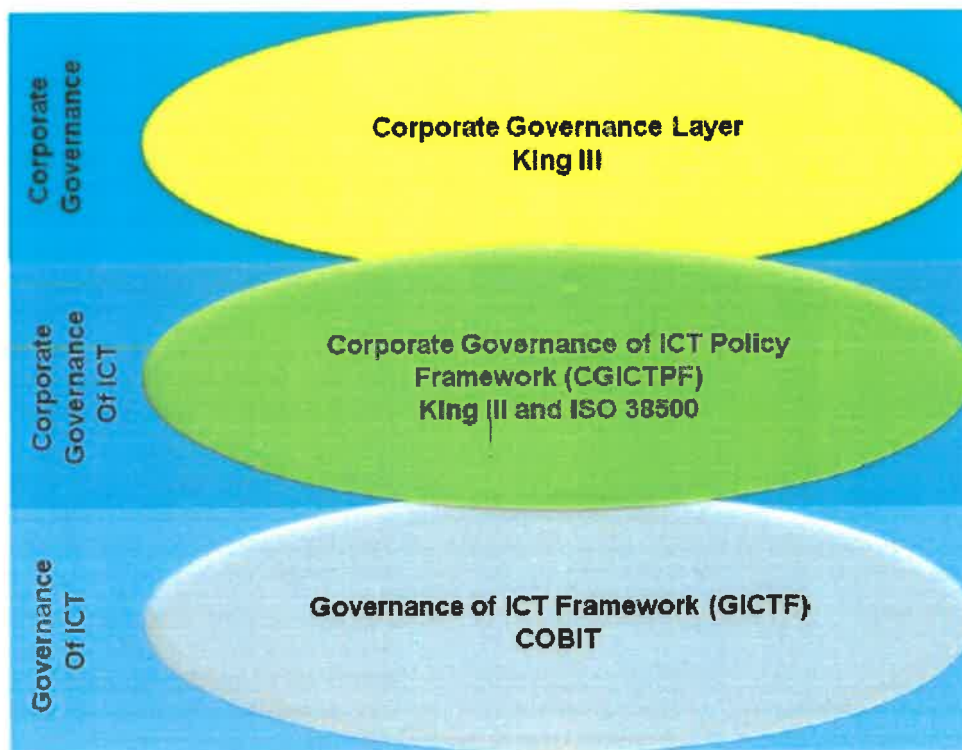 Corporate
Governance
Corporate Governance Layer
King III
Corporate
Governance
Of ICT
Corporate Governance of ICT Policy
Framework (CGICTPF)
King III and ISO 38500
Governance
Of ICT
Governance of ICT Framework (GICTF)
COBIT